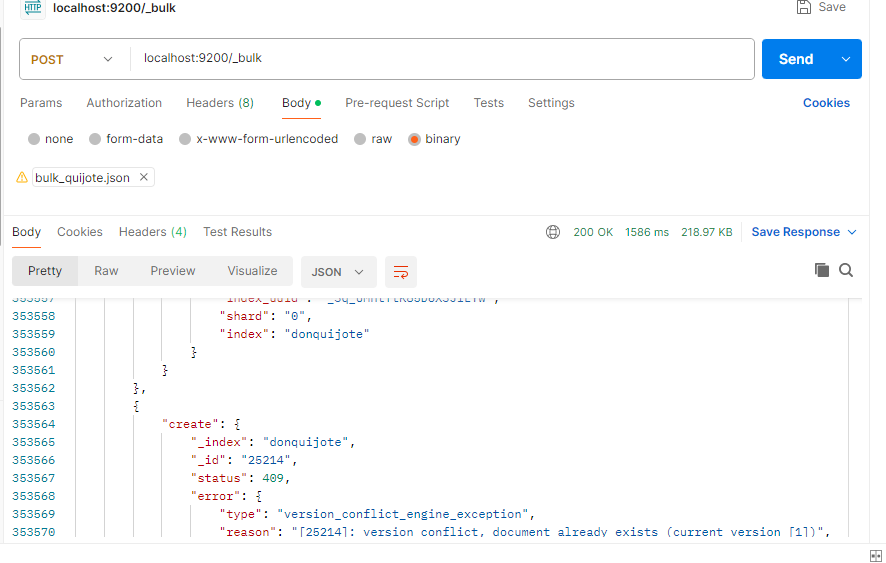 HTTP localhost:9200/_bulk Save
POST localhost:9200/_bulk Send
Params Authorization Headers (8) Body Pre-request Script Tests Settings Cookies
none form-data x-www-form-urlencoded raw binary
bulk_quijote.json
Body Cookies Headers (4) Test Results 200 OK 1586 ms 218.97 KB Save Response
Pretty Raw Preview Visualize JSON
353557 "index_uuid":
353558 "shard": "0",
353559 "index": "donquijote"
353560 }
353561 }
353562 },
353563 {
353564 "create": {
353565 "_index": "donquijote",
353566 "_id": "25214",
353567 "status": 409,
353568 "error": {
353569 "type": "version_conflict_engine_exception",
353570 "reason": "[25214]: version conflict, document already exists (current version [1])",